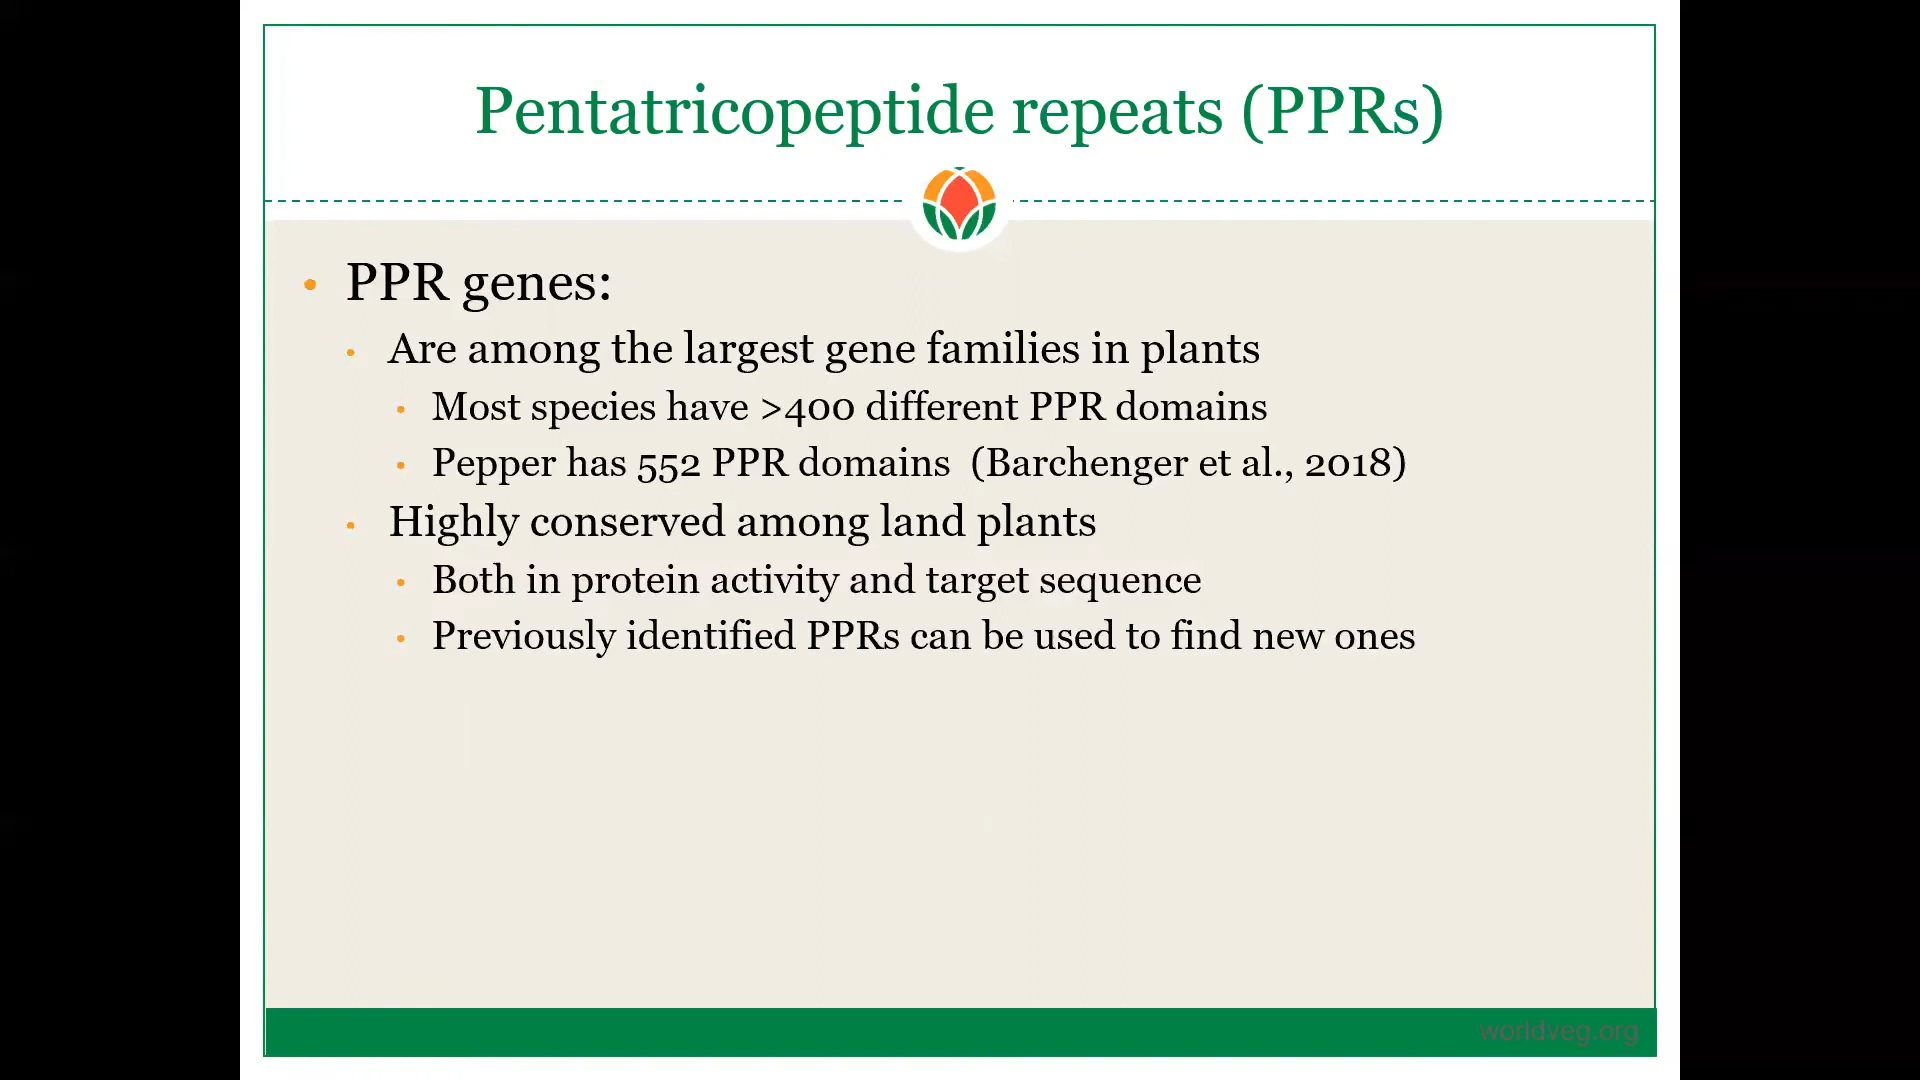 Pentatricopeptide repeats (PPRs)
• PPR genes:
• Are among the largest gene families in plants
• Most species have >400 different PPR domains
• Pepper has 552 PPR domains (Barchenger et al., 2018)
• Highly conserved among land plants
• Both in protein activity and target sequence
• Previously identified PPRs can be used to find new ones
worldveg.org